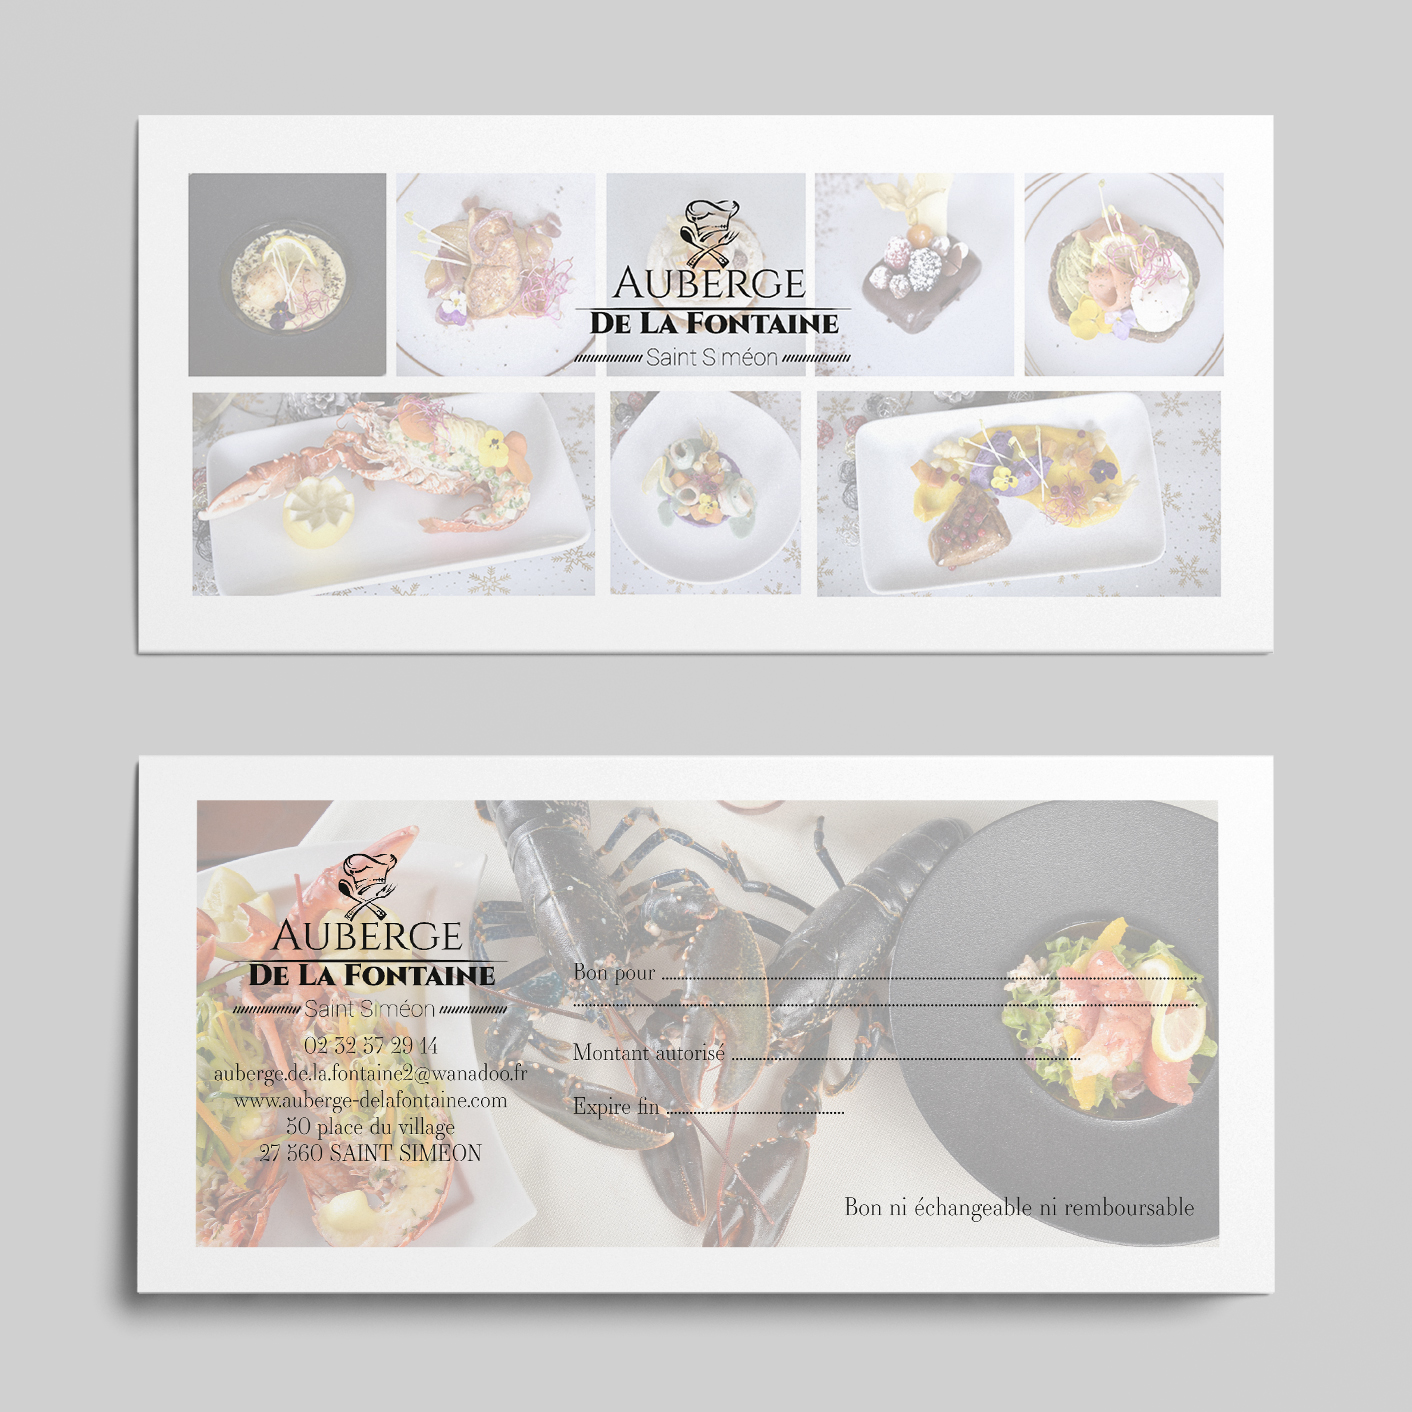 AUBERGE
DE LA FONTAINE
Saint Siméon
AUBERGE
DE LA FONTAINE
Saint Siméon
02 32 57 29 14
auberge.de.la.fontaine2@wanadoo.fr
www.auberge-delafontaine.com
50 place du village
27 560 SAINT SIMEON
Bon pour ........................................
........................................
Montant autorisé ........................................
Expire fin ........................................
Bon ni échangeable ni remboursable